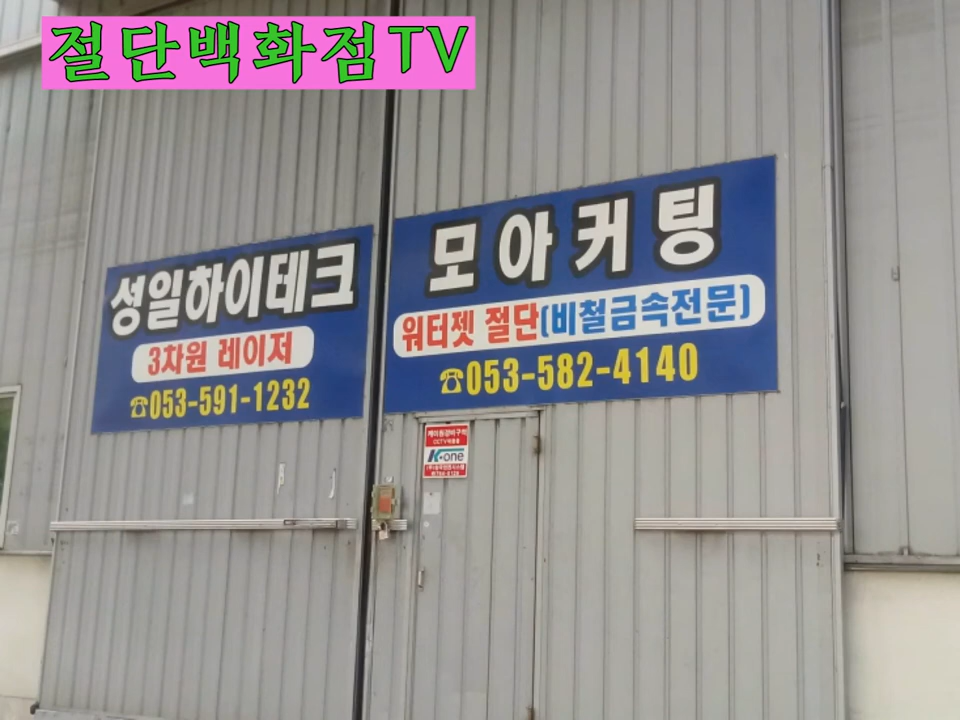 절단백화점TV
성일하이테크
3차원 레이저
☎053-591-1232
모아커팅
워터젯 절단(비철금속전문)
☎053-582-4140
K-one